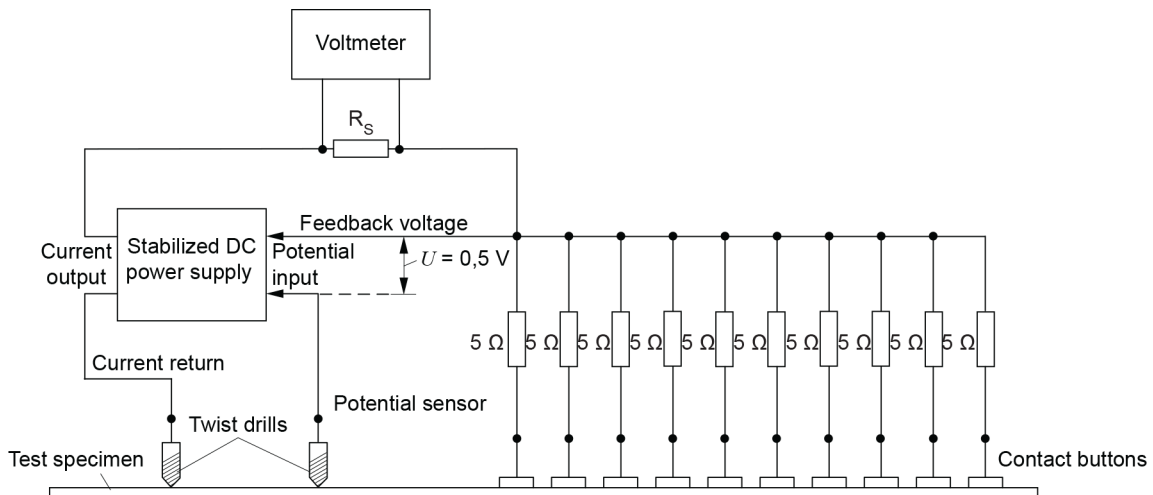 Voltmeter
R_S
Feedback voltage
Current output
Stabilized DC power supply
Potential input
U = 0,5 V
5 Ω 5 Ω 5 Ω 5 Ω 5 Ω 5 Ω 5 Ω 5 Ω 5 Ω 5 Ω
Current return
Potential sensor
Twist drills
Test specimen
Contact buttons